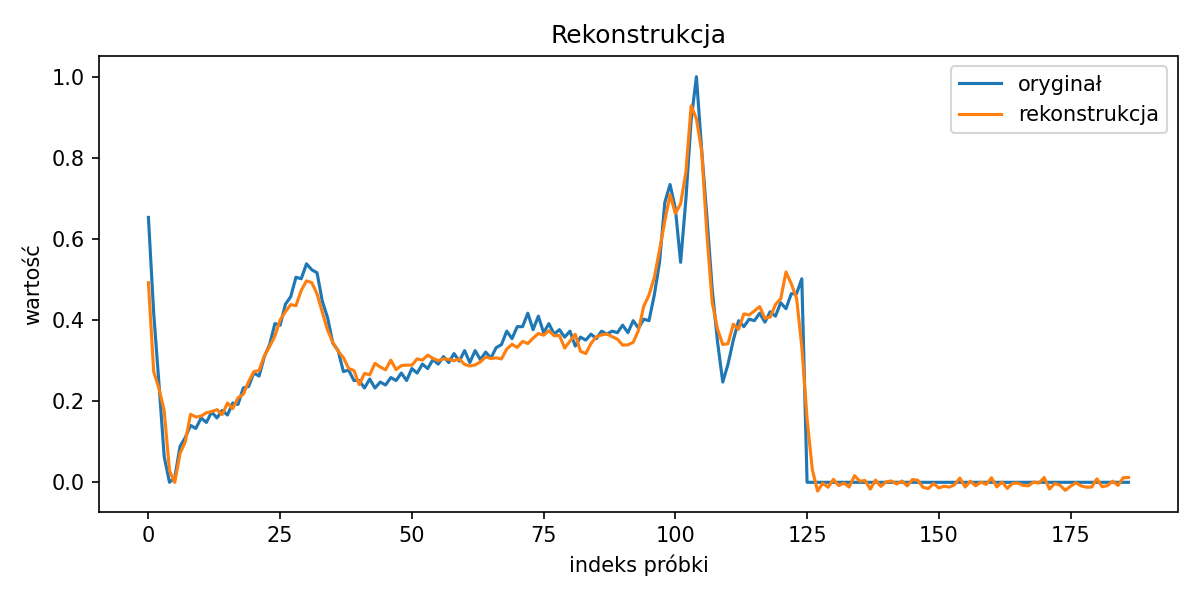 Rekonstrukcja
oryginał
rekonstrukcja
wartość
1.0
0.8
0.6
0.4
0.2
0.0
0 25 50 75 100 125 150 175
indeks próbki